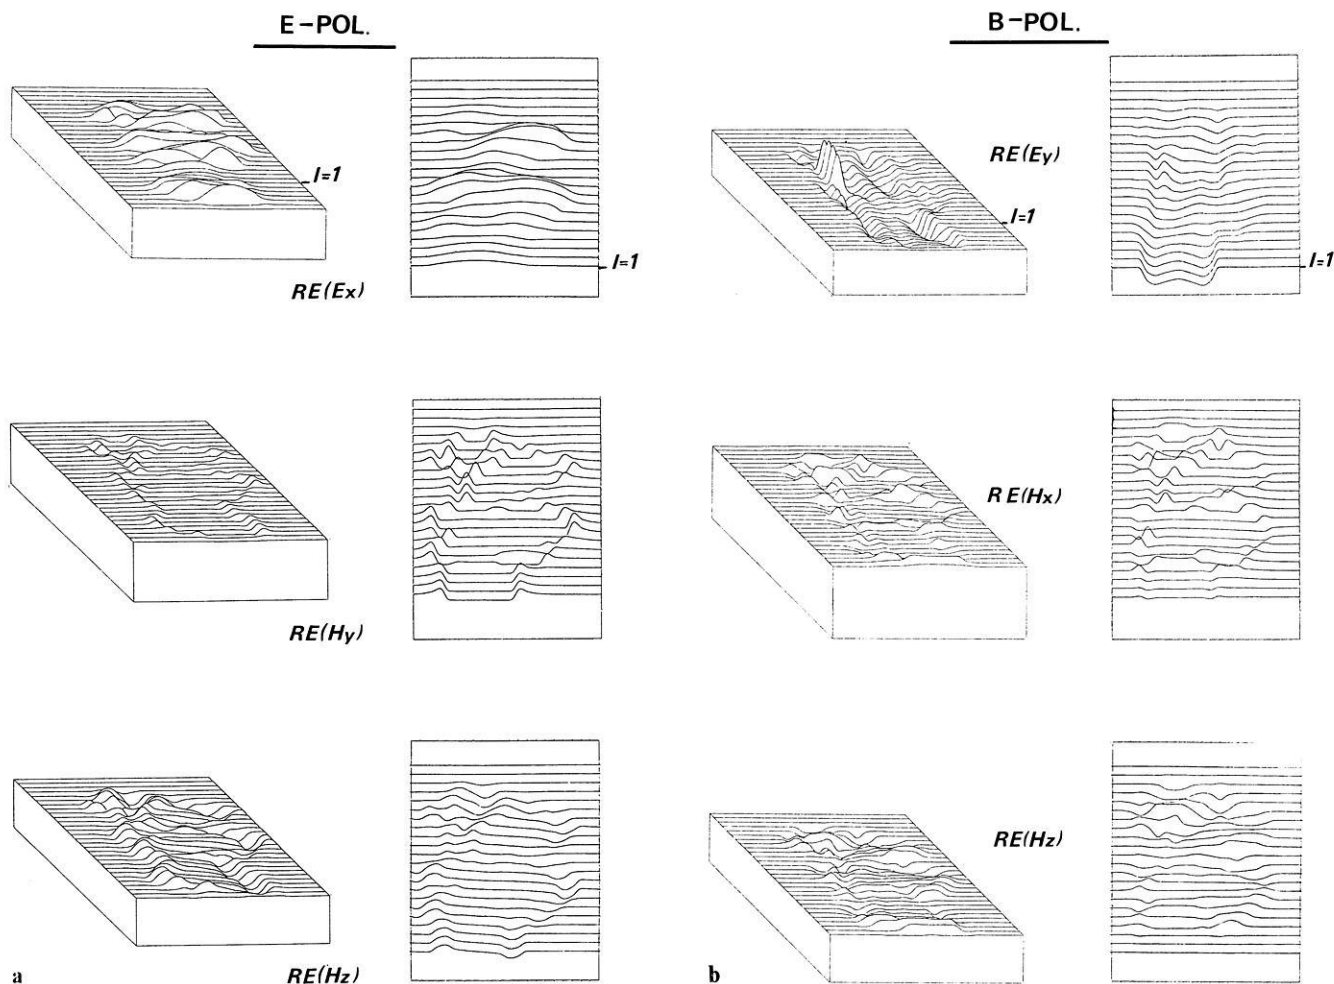 E-POL.
I=1
I=1
RE(Ex)
RE(Hy)
a
RE(Hz)
B-POL.
RE(Ey)
I=1
I=1
RE(Hx)
RE(Hz)
b